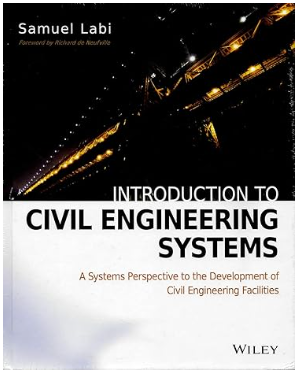 Samuel Labi
Foreword by Richard de Neufville
INTRODUCTION TO
CIVIL ENGINEERING
SYSTEMS
A Systems Perspective to the Development of
Civil Engineering Facilities
WILEY